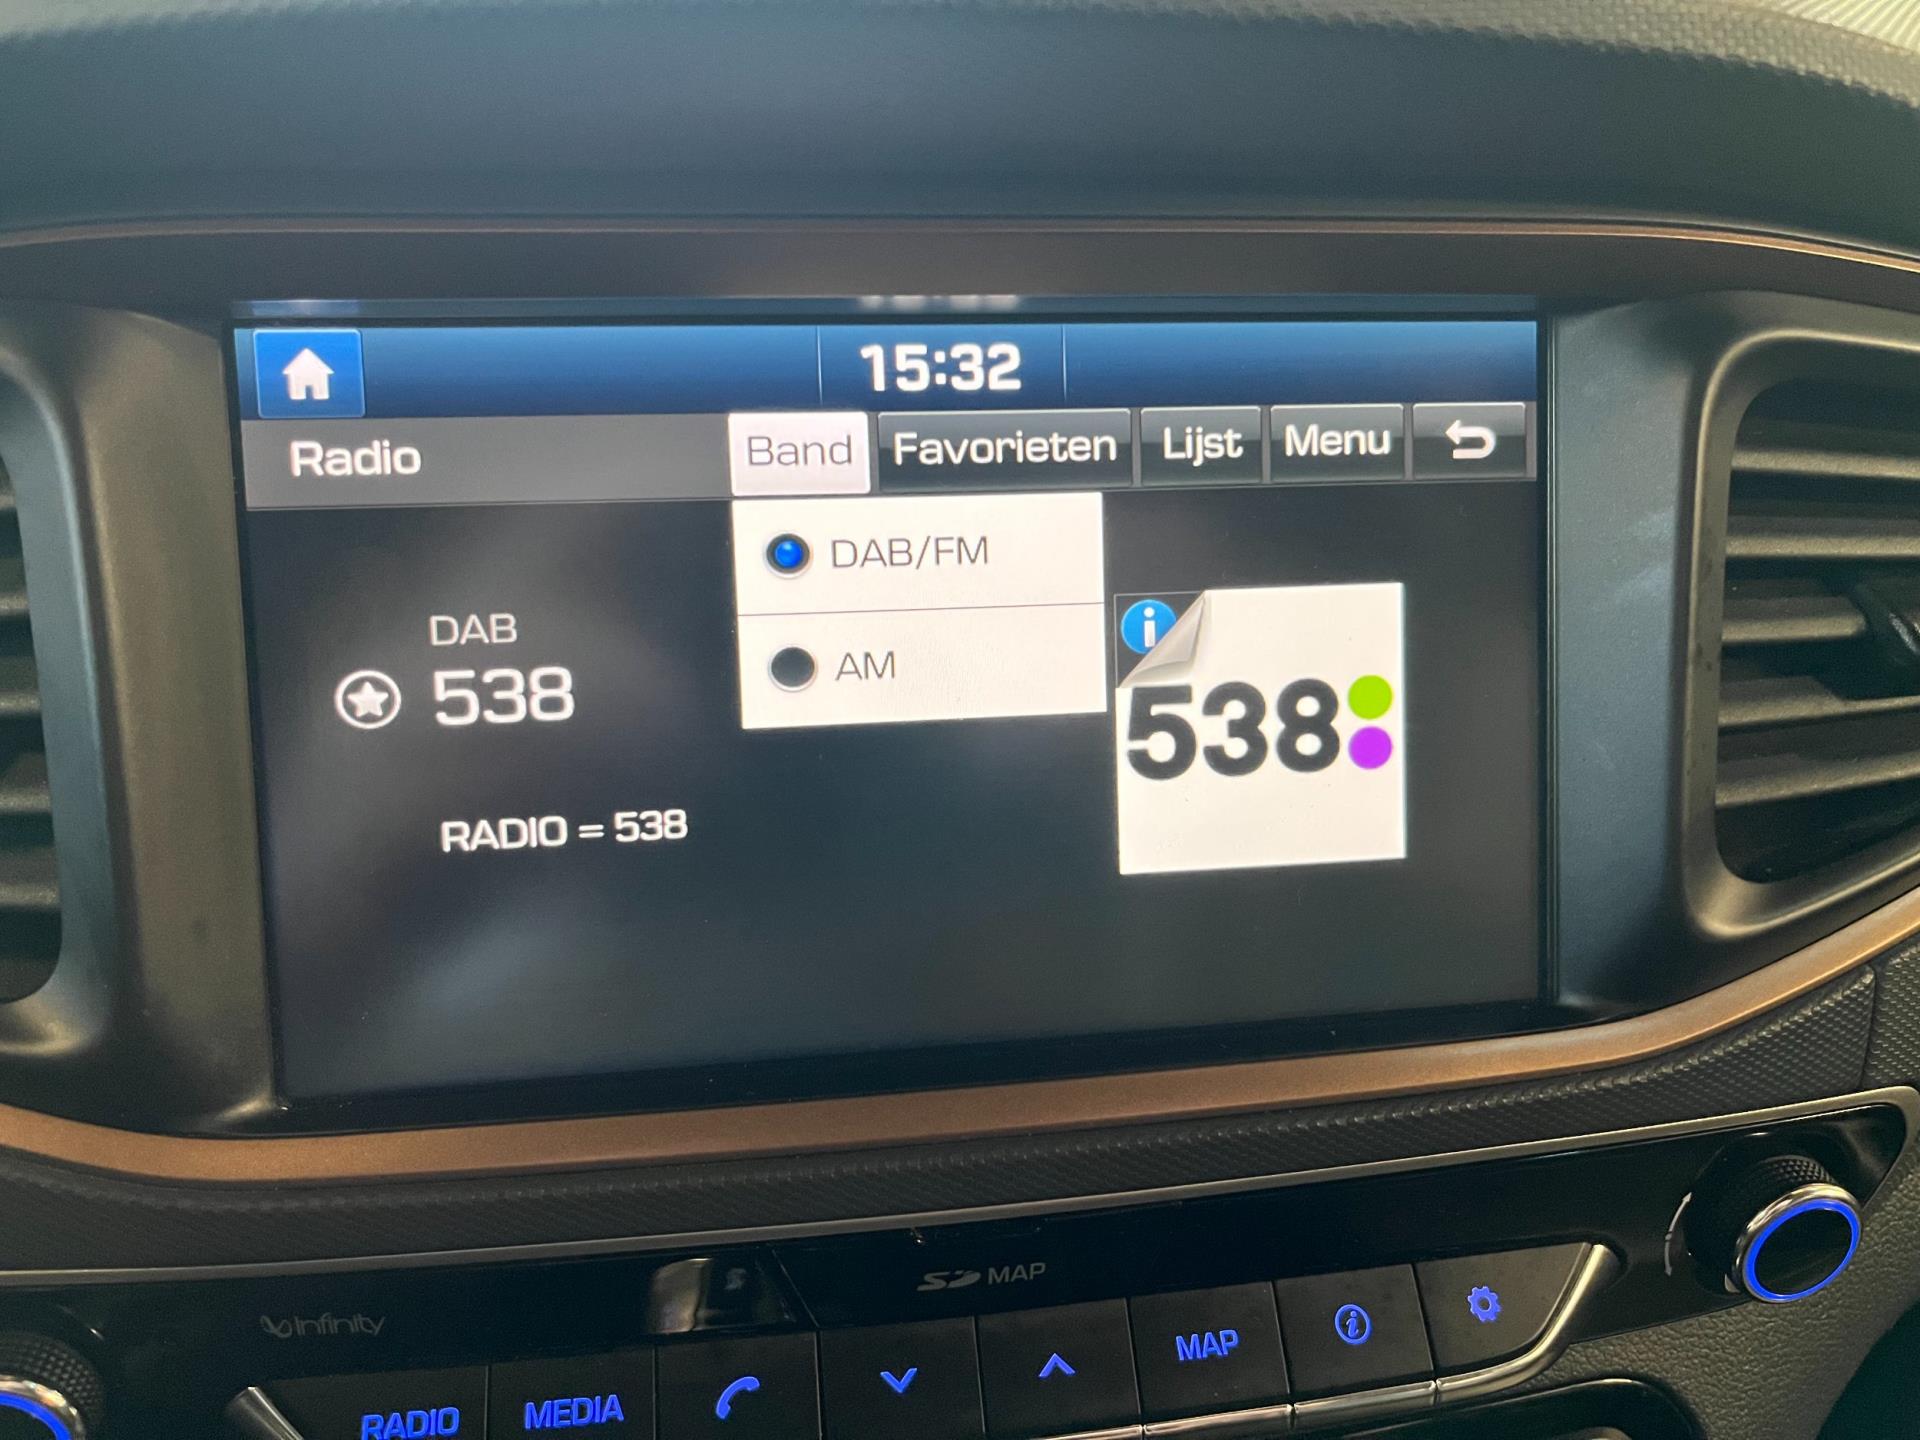 15:32
Radio
Band
Favorieten
Lijst
Menu
DAB/FM
AM
DAB
538
RADIO = 538
i
538
SD MAP
infinity
RADIO
MEDIA
MAP
i